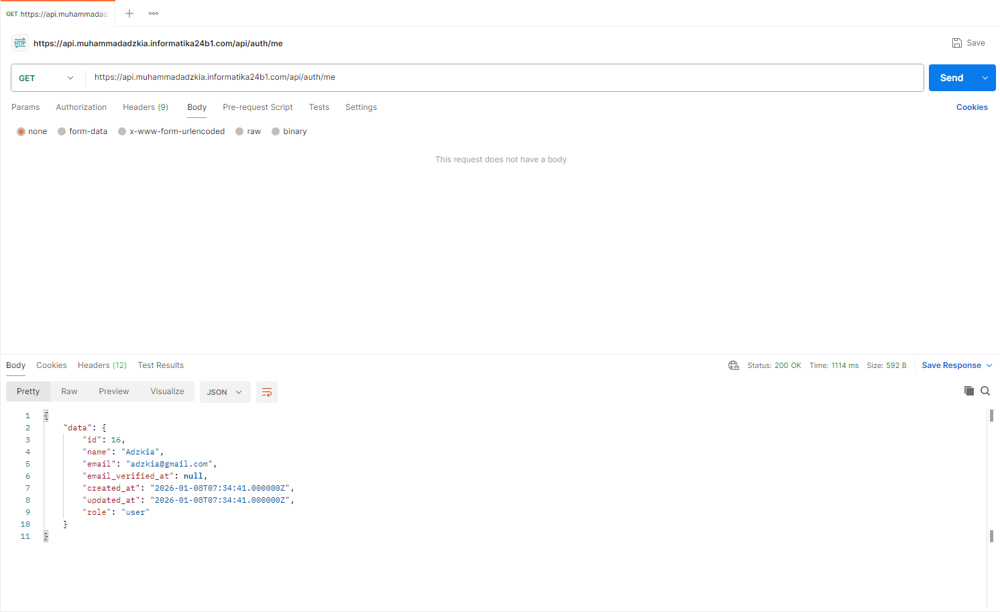 GET https://api.muhammadad
HTTP https://api.muhammadadzkia.informatika24b1.com/api/auth/me
Save
GET https://api.muhammadadzkia.informatika24b1.com/api/auth/me
Send
Params Authorization Headers (9) Body Pre-request Script Tests Settings
Cookies
none form-data x-www-form-urlencoded raw binary
This request does not have a body
Body Cookies Headers (12) Test Results
Status: 200 OK Time: 1114 ms Size: 592 B Save Response
Pretty Raw Preview Visualize JSON
1 {
2 "data": {
3 "id": 16,
4 "name": "Adzkia",
5 "email": "adzkia@gmail.com",
6 "email_verified_at": null,
7 "created_at": "2026-01-08T07:34:41.000000Z",
8 "updated_at": "2026-01-08T07:34:41.000000Z",
9 "role": "user"
10 }
11 }